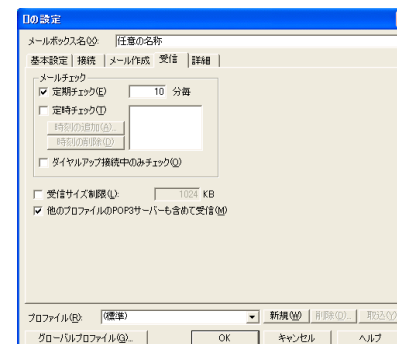 の設定
メールボックス名(X): 任意の名称
基本設定 接続 メール作成 受信 詳細
メールチェック
定期チェック(E) 10 分毎
定時チェック(T)
時刻の追加(A)...
時刻の削除(D)
ダイヤルアップ接続中のみチェック(O)
受信サイズ制限(L): 1024 KB
他のプロファイルのPOP3サーバーも含めて受信(M)
プロファイル(R): (標準) 新規(W) 削除(D)... 取込(Y)
グローバルプロファイル(G)... OK キャンセル ヘルプ